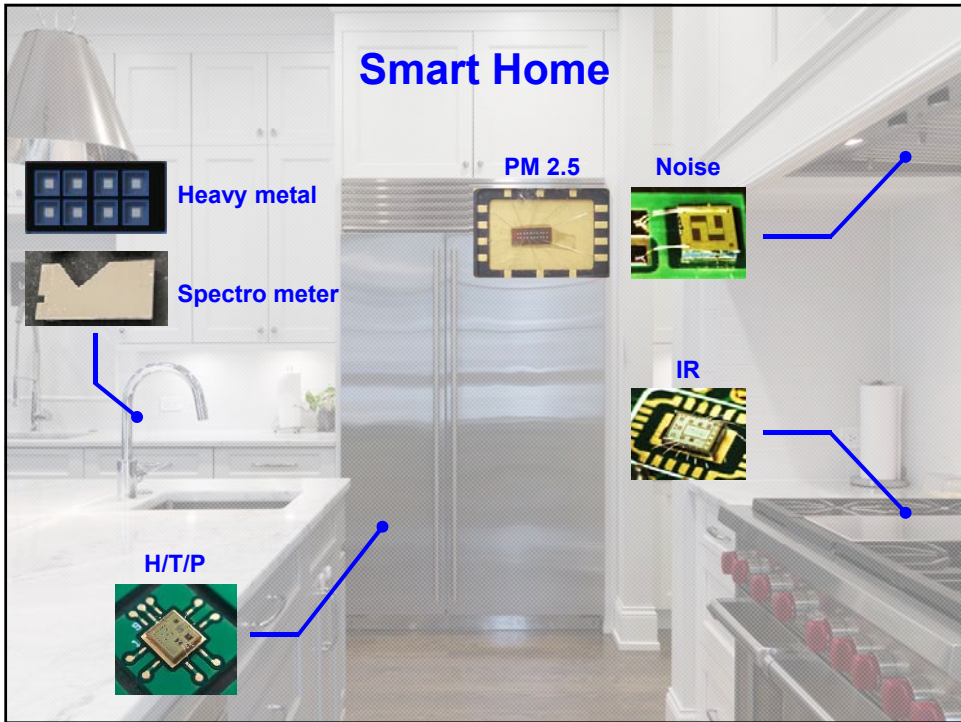 Smart Home
PM 2.5
Noise
Heavy metal
Spectro meter
IR
H/T/P